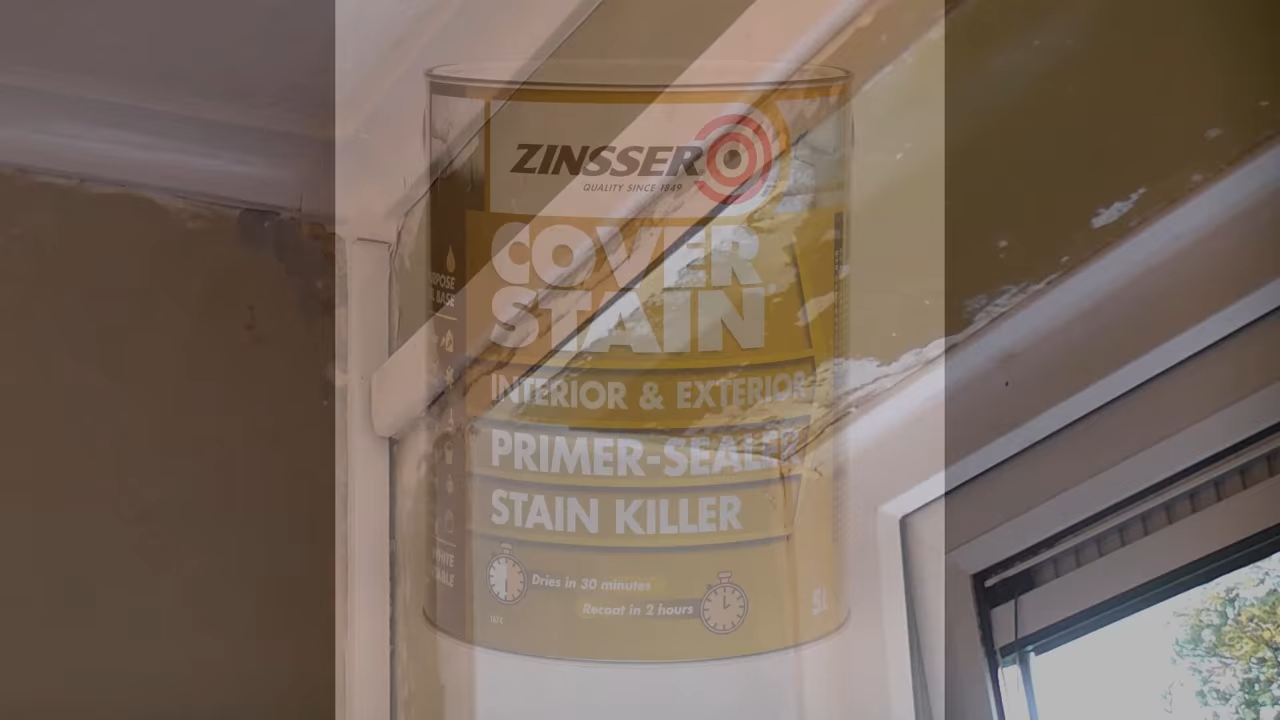 ZINSSER
QUALITY SINCE 1849
COVER
STAIN
INTERIOR & EXTERIOR
PRIMER-SEALER
STAIN KILLER
Dries in 30 minutes
Recoat in 2 hours
5L